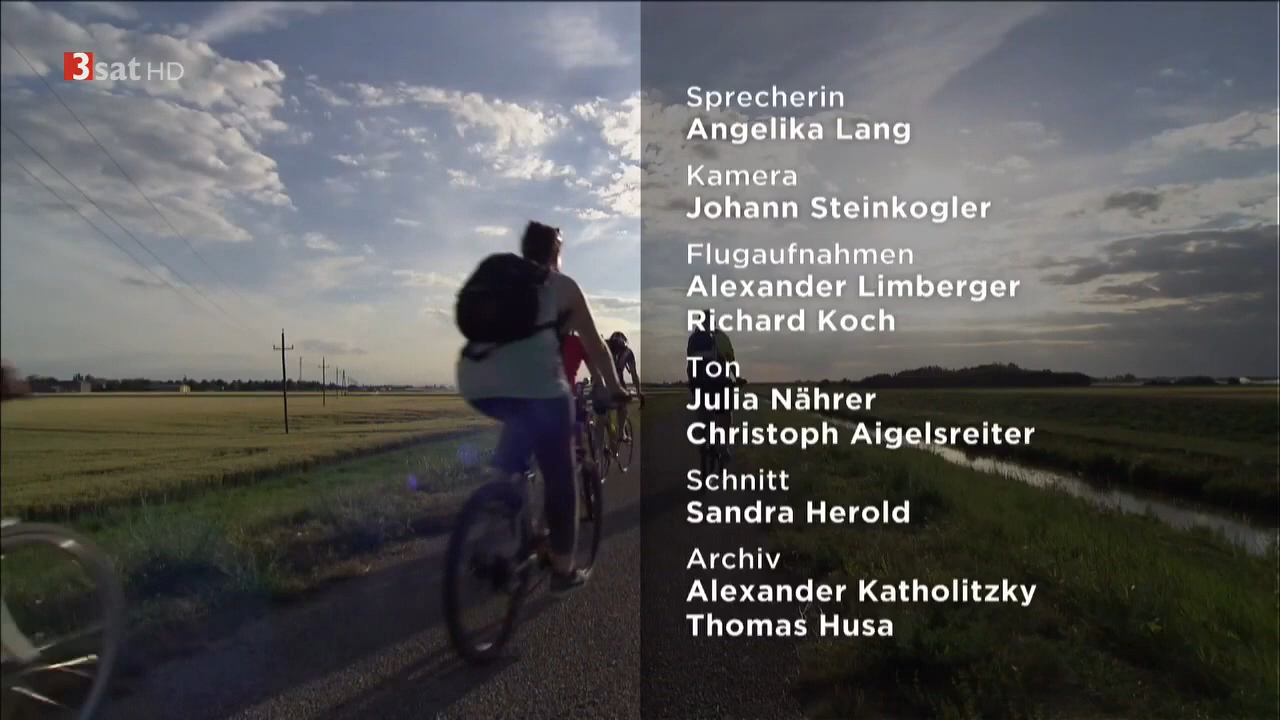 3sat HD
Sprecherin
Angelika Lang
Kamera
Johann Steinkogler
Flugaufnahmen
Alexander Limberger
Richard Koch
Ton
Julia Nährer
Christoph Aigelsreiter
Schnitt
Sandra Herold
Archiv
Alexander Katholitzky
Thomas Husa